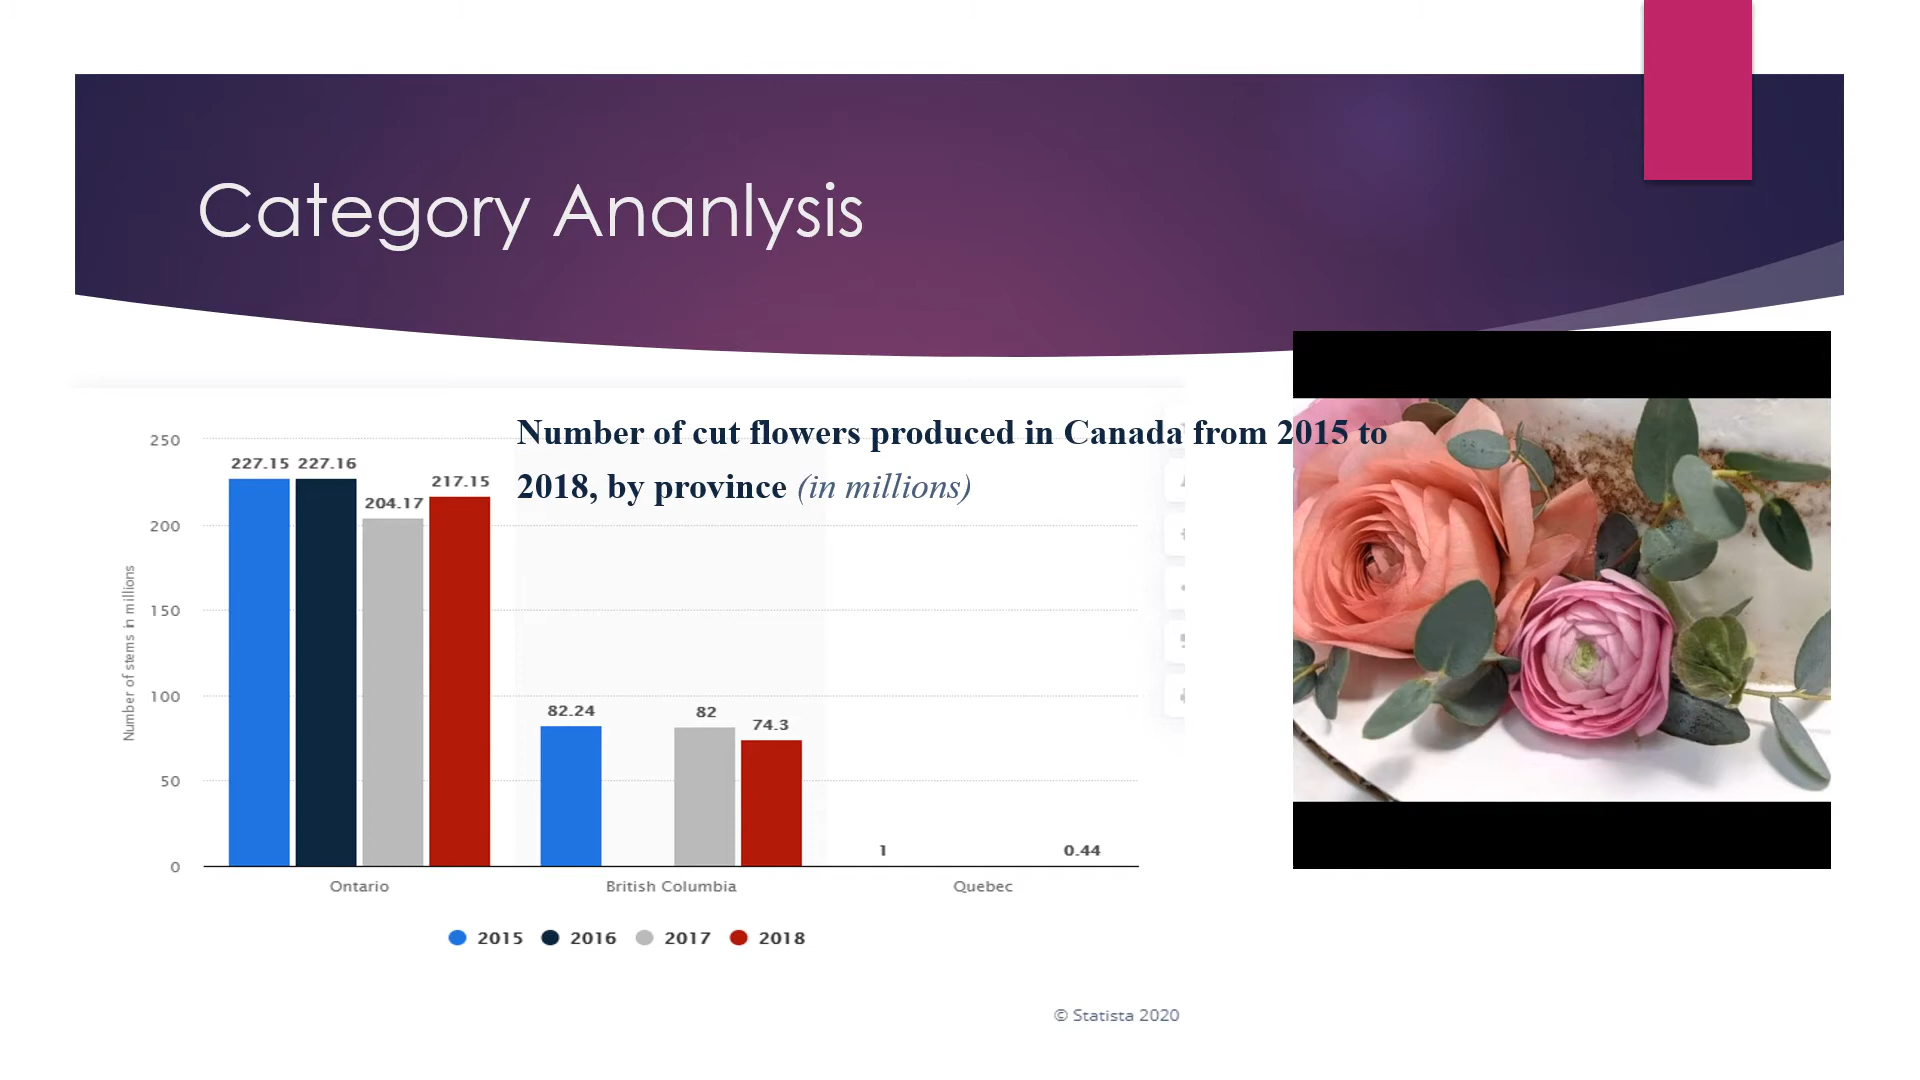 Category Ananlysis
Number of cut flowers produced in Canada from 2015 to
2018, by province (in millions)
Number of stems in millions
250
200
150
100
50
0
227.15 227.16
204.17
217.15
82.24
82
74.3
1
0.44
Ontario British Columbia Quebec
2015 2016 2017 2018
© Statista 2020